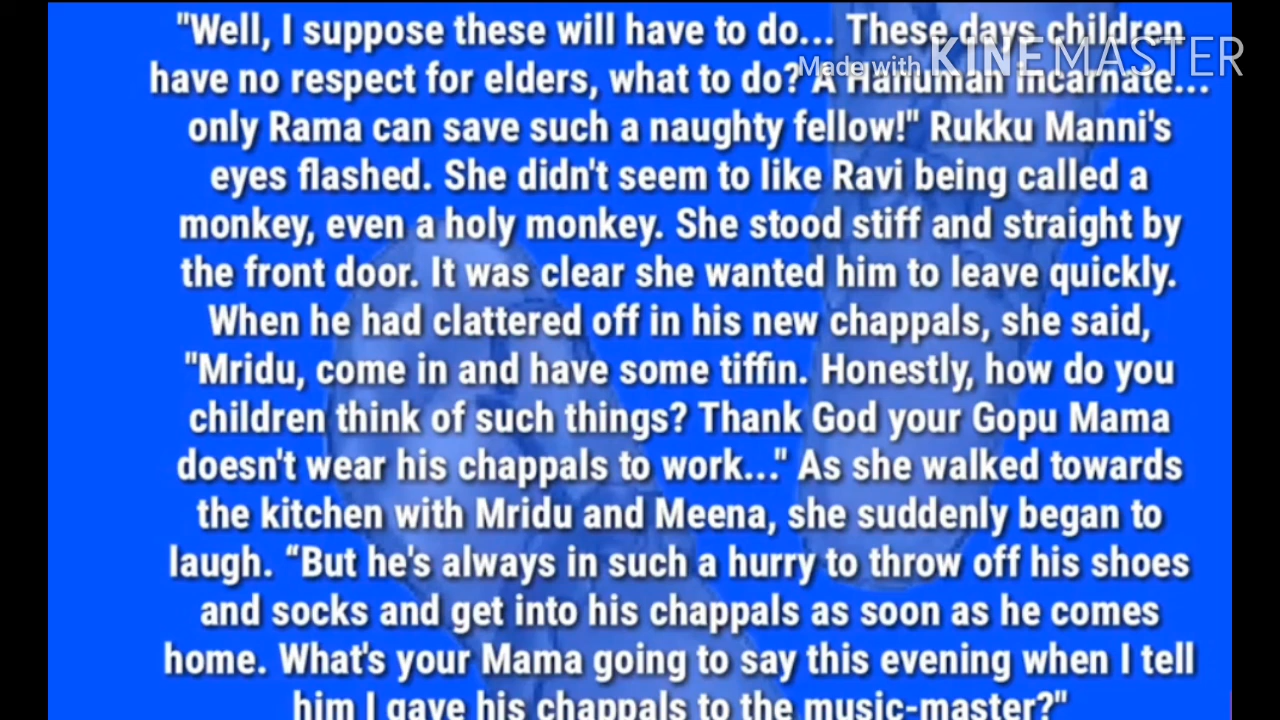 "Well, I suppose these will have to do... These days children
Made with KINEMASTER
have no respect for elders, what to do? A Hanuman incarnate...
only Rama can save such a naughty fellow!" Rukku Manni's
eyes flashed. She didn't seem to like Ravi being called a
monkey, even a holy monkey. She stood stiff and straight by
the front door. It was clear she wanted him to leave quickly.
When he had clattered off in his new chappals, she said,
"Mridu, come in and have some tiffin. Honestly, how do you
children think of such things? Thank God your Gopu Mama
doesn't wear his chappals to work..." As she walked towards
the kitchen with Mridu and Meena, she suddenly began to
laugh. “But he's always in such a hurry to throw off his shoes
and socks and get into his chappals as soon as he comes
home. What's your Mama going to say this evening when I tell
him I gave his chappals to the music-master?"